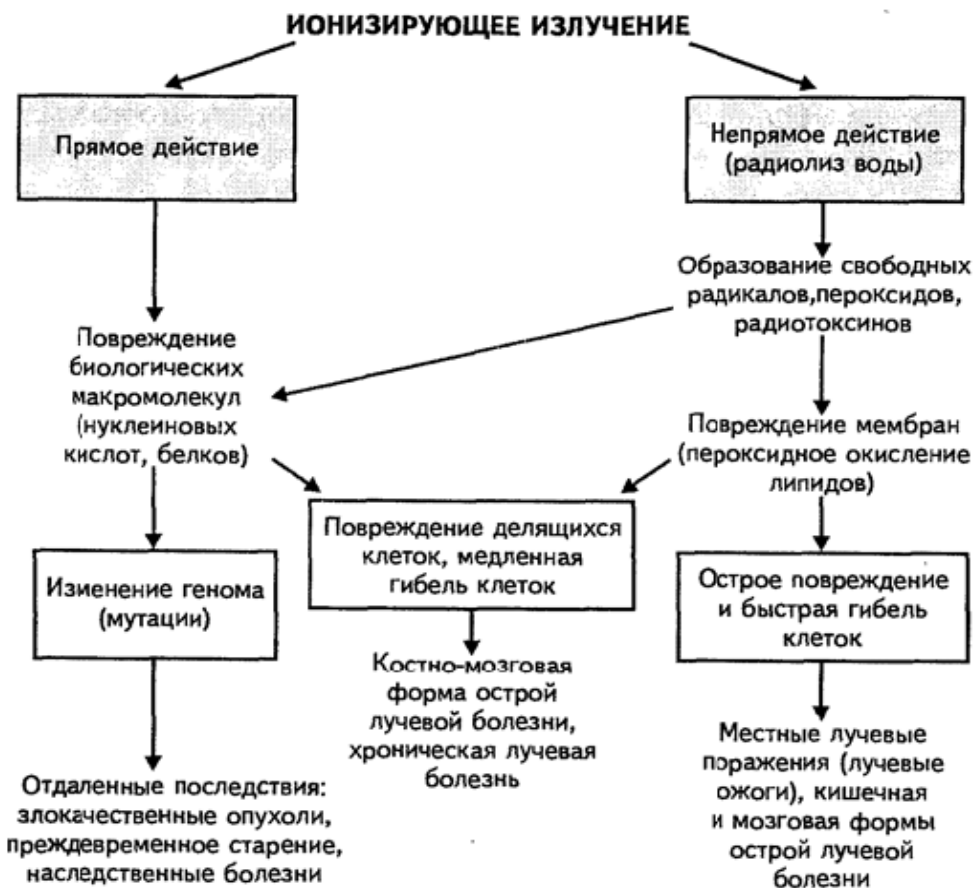 ИОНИЗИРУЮЩЕЕ ИЗЛУЧЕНИЕ
Прямое действие
Непрямое действие
(радиолиз воды)
Образование свободных
радикалов,пероксидов,
радиотоксинов
Повреждение
биологических
макромолекул
(нуклеиновых
кислот, белков)
Повреждение мембран
(пероксидное окисление
липидов)
Повреждение делящихся
клеток, медленная
гибель клеток
Изменение генома
(мутации)
Острое повреждение
и быстрая гибель
клеток
Костно-мозговая
форма острой
лучевой болезни,
хроническая лучевая
болезнь
Местные лучевые
поражения (лучевые
ожоги), кишечная
и мозговая формы
острой лучевой
болезни
Отдаленные последствия:
злокачественные опухоли,
преждевременное старение,
наследственные болезни